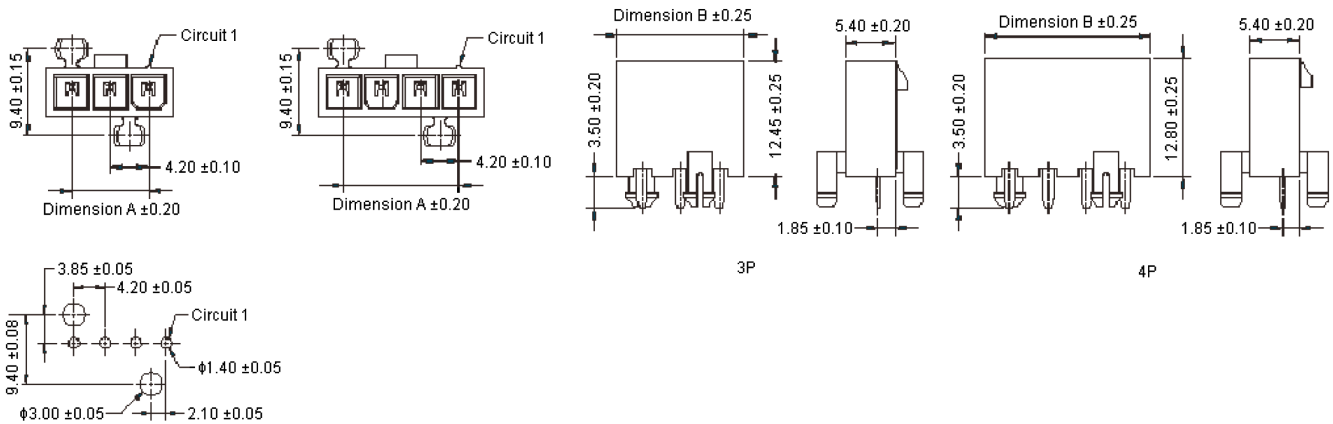 Circuit 1
9.40 ±0.15
4.20 ±0.10
Dimension A ±0.20
Circuit 1
9.40 ±0.15
4.20 ±0.10
Dimension A ±0.20
Dimension B ±0.25
3.50 ±0.20
12.45 ±0.25
5.40 ±0.20
1.85 ±0.10
3P
Dimension B ±0.25
3.50 ±0.20
12.80 ±0.25
5.40 ±0.20
1.85 ±0.10
4P
3.85 ±0.05
4.20 ±0.05
Circuit 1
9.40 ±0.08
ϕ1.40 ±0.05
ϕ3.00 ±0.05
2.10 ±0.05